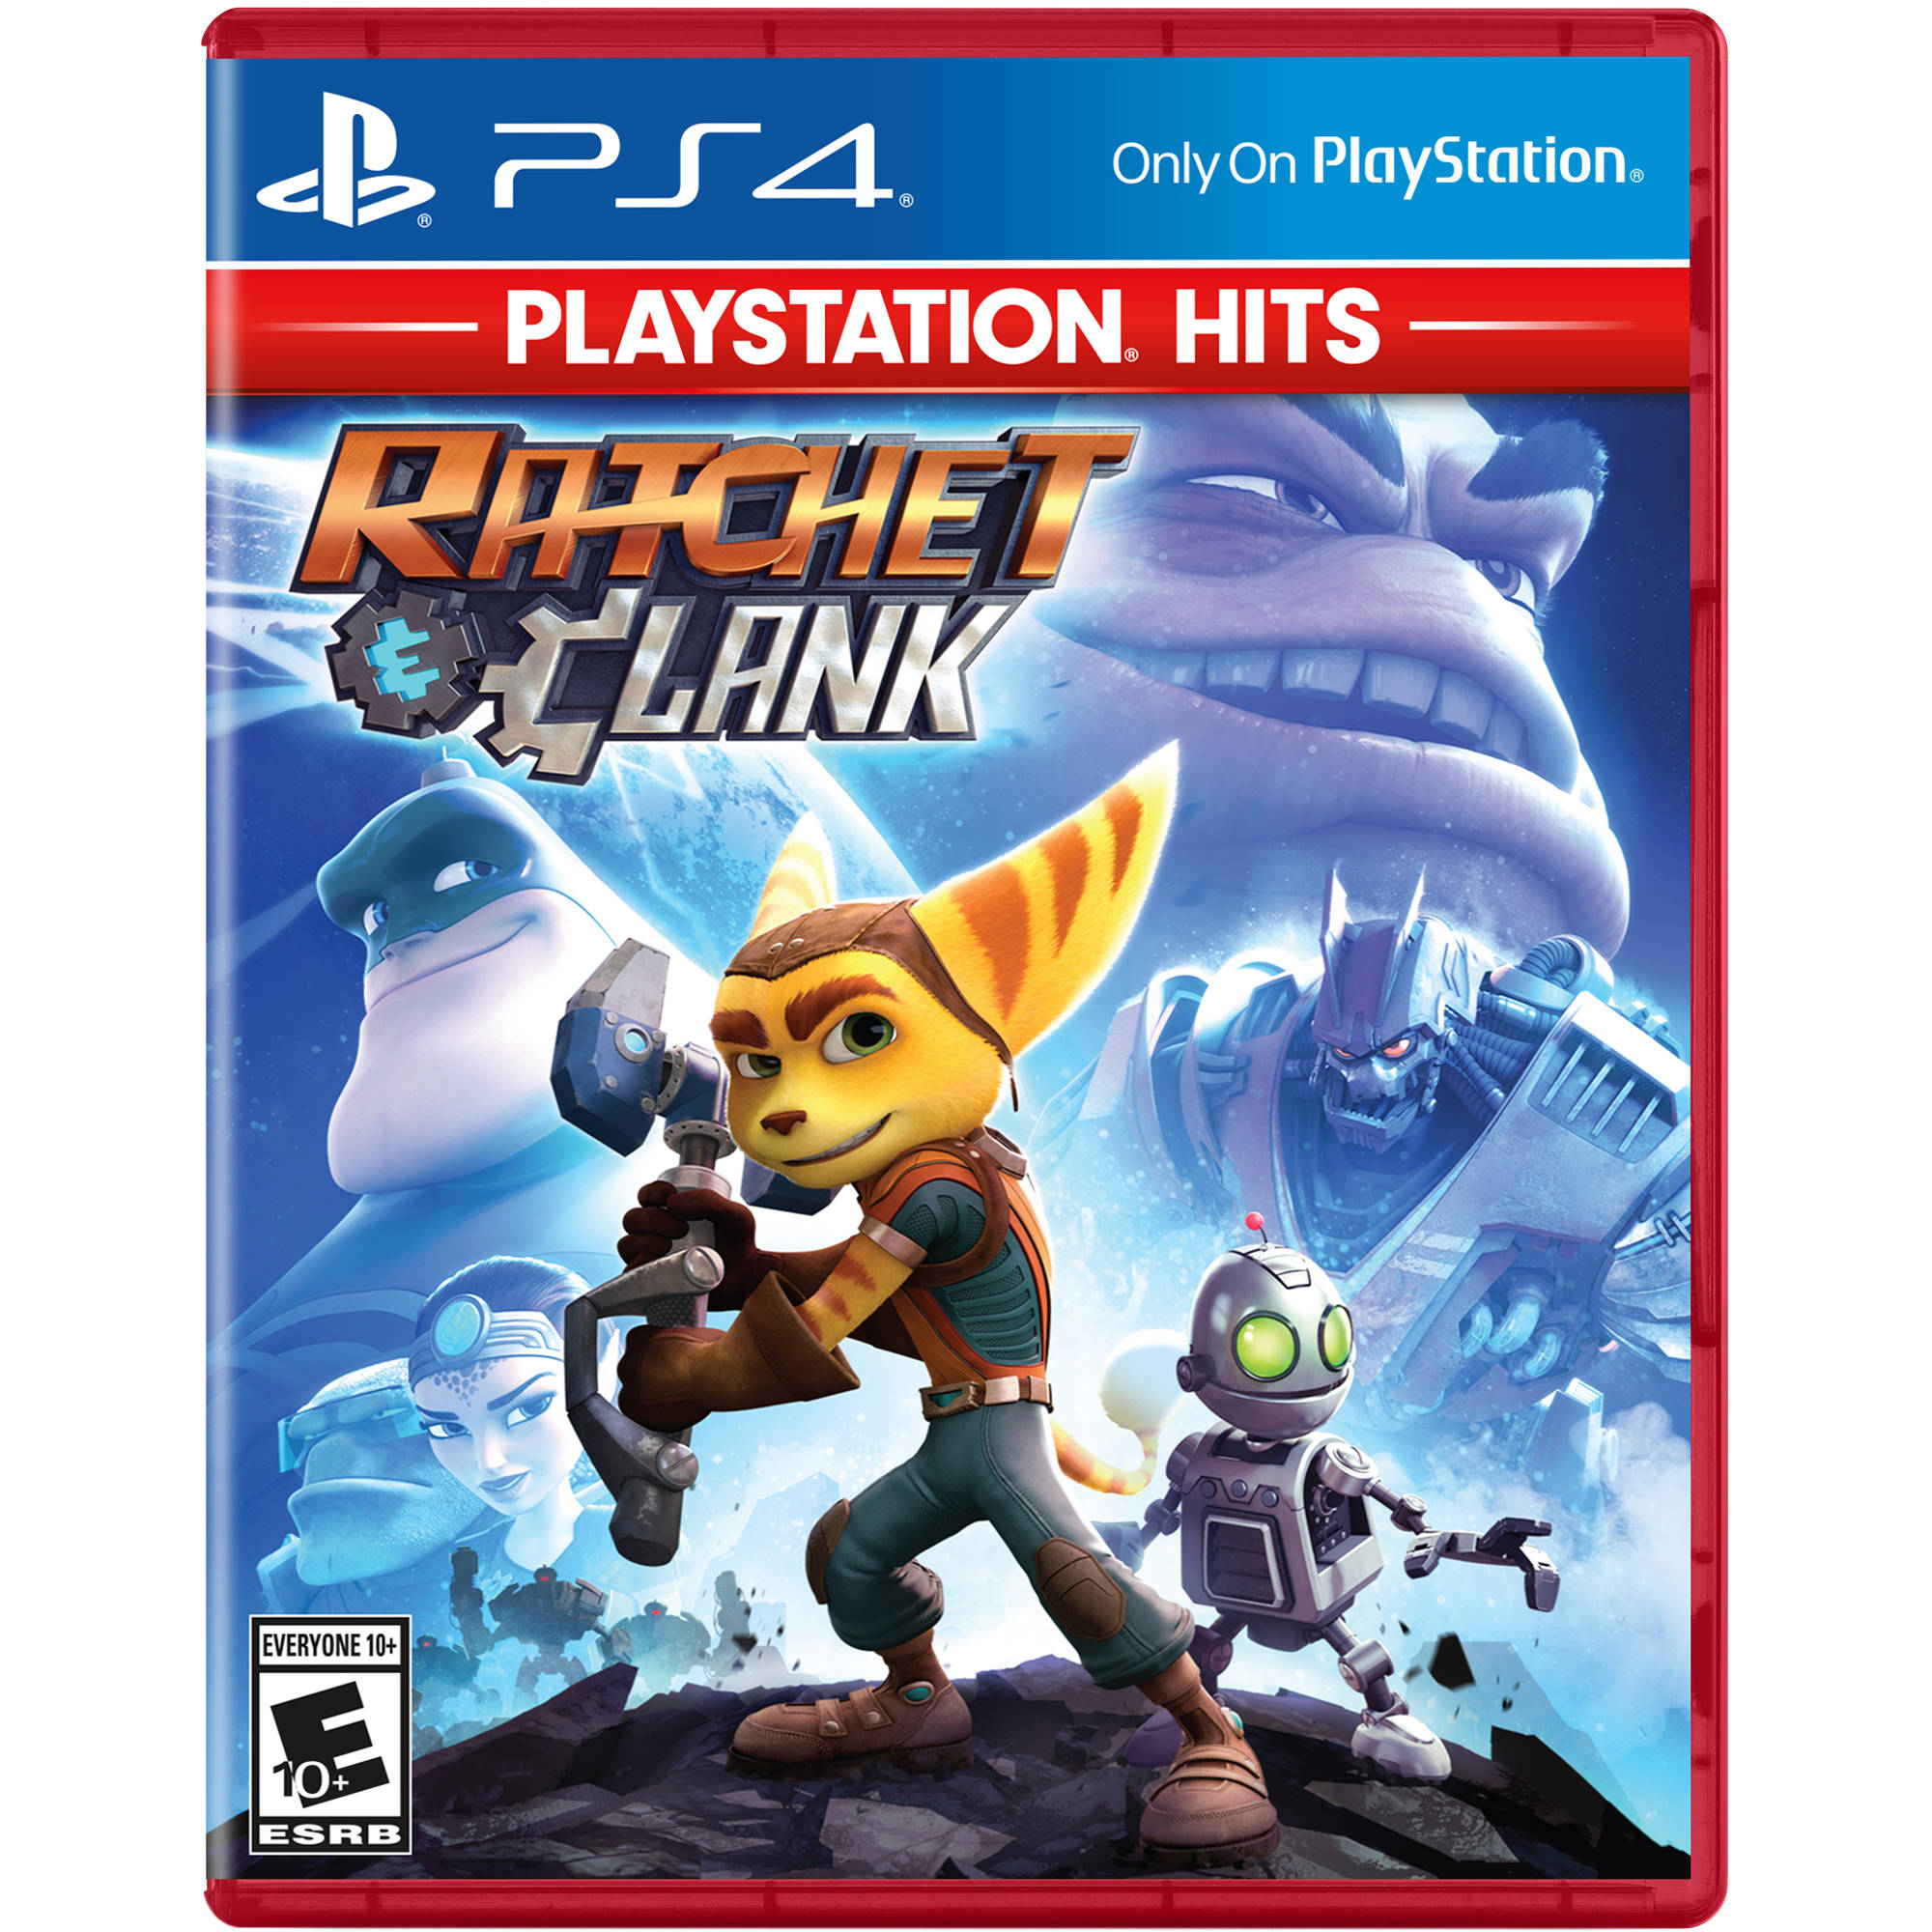 PS4®
Only On PlayStation®
PLAYSTATION® HITS
RATCHET
& CLANK
EVERYONE 10+
E
10+
ESRB